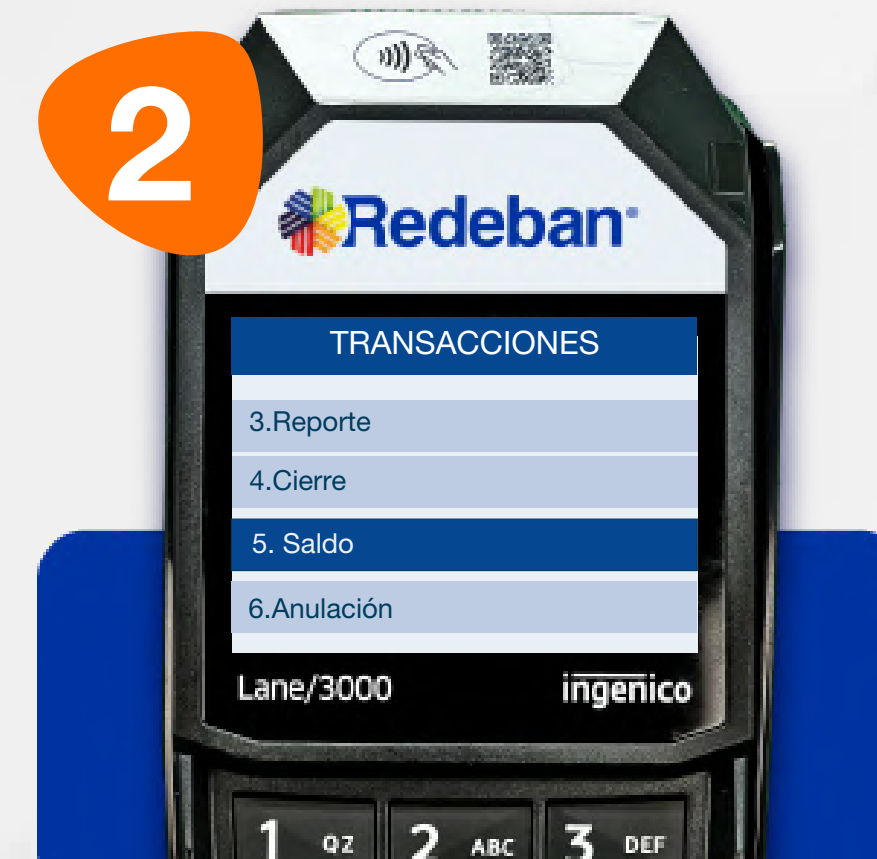 2
Redeban
TRANSACCIONES
3.Reporte
4.Cierre
5. Saldo
6.Anulación
Lane/3000 ingenico
1 QZ 2 ABC 3 DEF